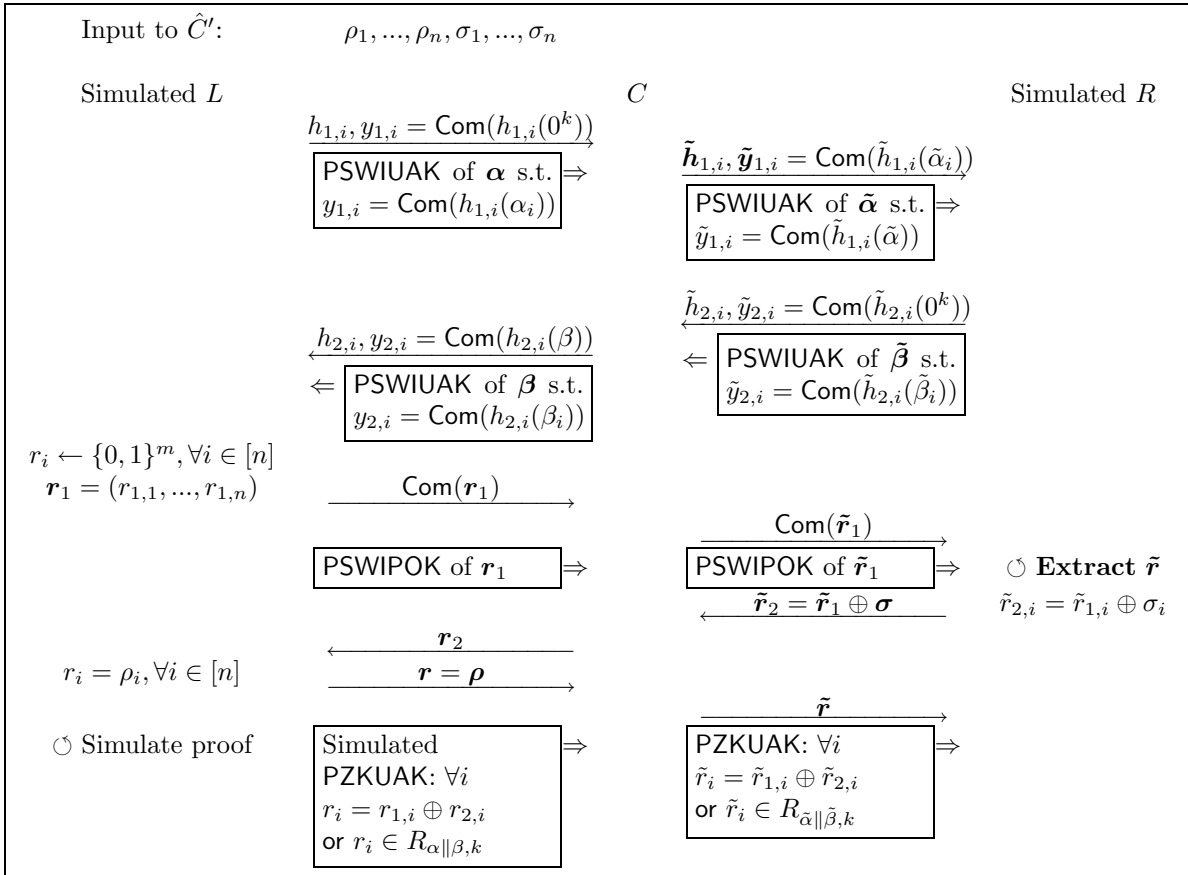 Input to Ĉ′: ρ₁, ..., ρₙ, σ₁, ..., σₙ
Simulated L C Simulated R
h₁,ᵢ, y₁,ᵢ = Com(h₁,ᵢ(0ᵏ))
PSWIUAK of α s.t. ⇒
y₁,ᵢ = Com(h₁,ᵢ(αᵢ))
h̃₁,ᵢ, ỹ₁,ᵢ = Com(h̃₁,ᵢ(α̃ᵢ))
PSWIUAK of α̃ s.t. ⇒
ỹ₁,ᵢ = Com(h̃₁,ᵢ(α̃))
h̃₂,ᵢ, ỹ₂,ᵢ = Com(h̃₂,ᵢ(0ᵏ))
⇐ PSWIUAK of β̃ s.t.
ỹ₂,ᵢ = Com(h̃₂,ᵢ(β̃ᵢ))
h₂,ᵢ, y₂,ᵢ = Com(h₂,ᵢ(β))
⇐ PSWIUAK of β s.t.
y₂,ᵢ = Com(h₂,ᵢ(βᵢ))
rᵢ ← {0, 1}ᵐ, ∀i ∈ [n]
r₁ = (r₁,₁, ..., r₁,ₙ) Com(r₁)
Com(r̃₁)
PSWIPOK of r₁ ⇒ PSWIPOK of r̃₁ ⇒ ↺ Extract r̃
r̃₂ = r̃₁ ⊕ σ r̃₂,ᵢ = r̃₁,ᵢ ⊕ σᵢ
r₂
rᵢ = ρᵢ, ∀i ∈ [n] r = ρ
r̃
↺ Simulate proof Simulated ⇒ PZKUAK: ∀i ⇒
PZKUAK: ∀i r̃ᵢ = r̃₁,ᵢ ⊕ r̃₂,ᵢ
rᵢ = r₁,ᵢ ⊕ r₂,ᵢ or r̃ᵢ ∈ R_{α̃∥β̃,k}
or rᵢ ∈ R_{α∥β,k}